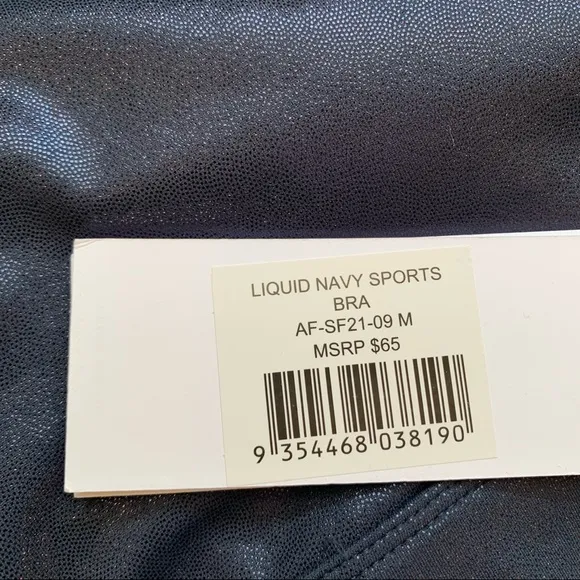 LIQUID NAVY SPORTS
BRA
AF-SF21-09 M
MSRP $65
9 354468 038190